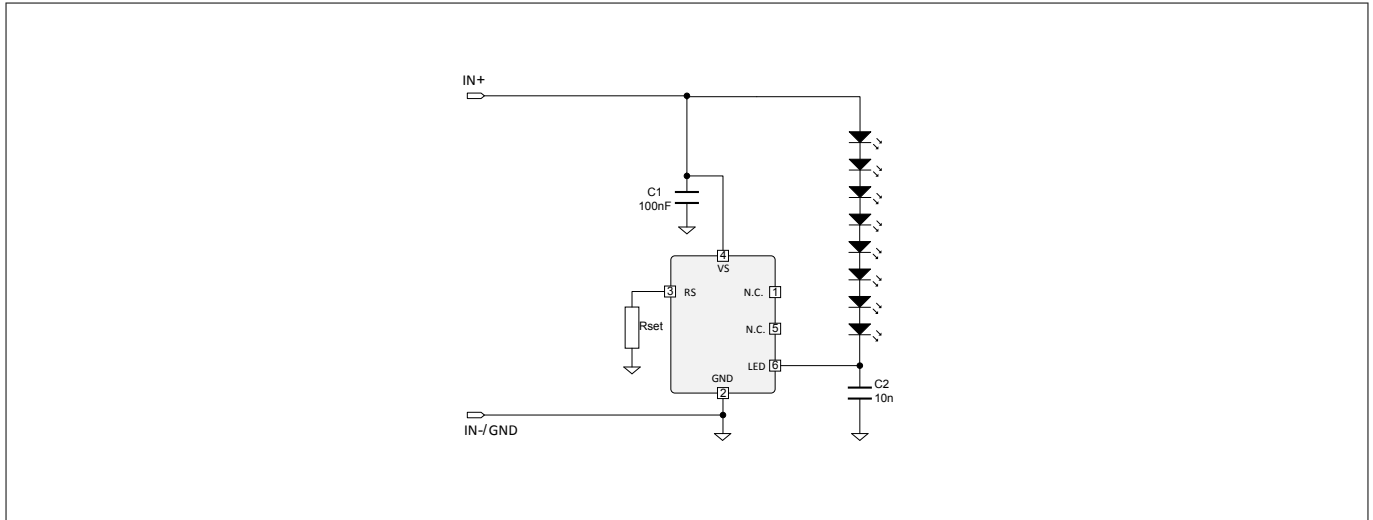 IN+
C1
100nF
4
VS
3
RS
N.C.
1
Rset
N.C.
5
LED
6
GND
2
C2
10n
IN-/GND